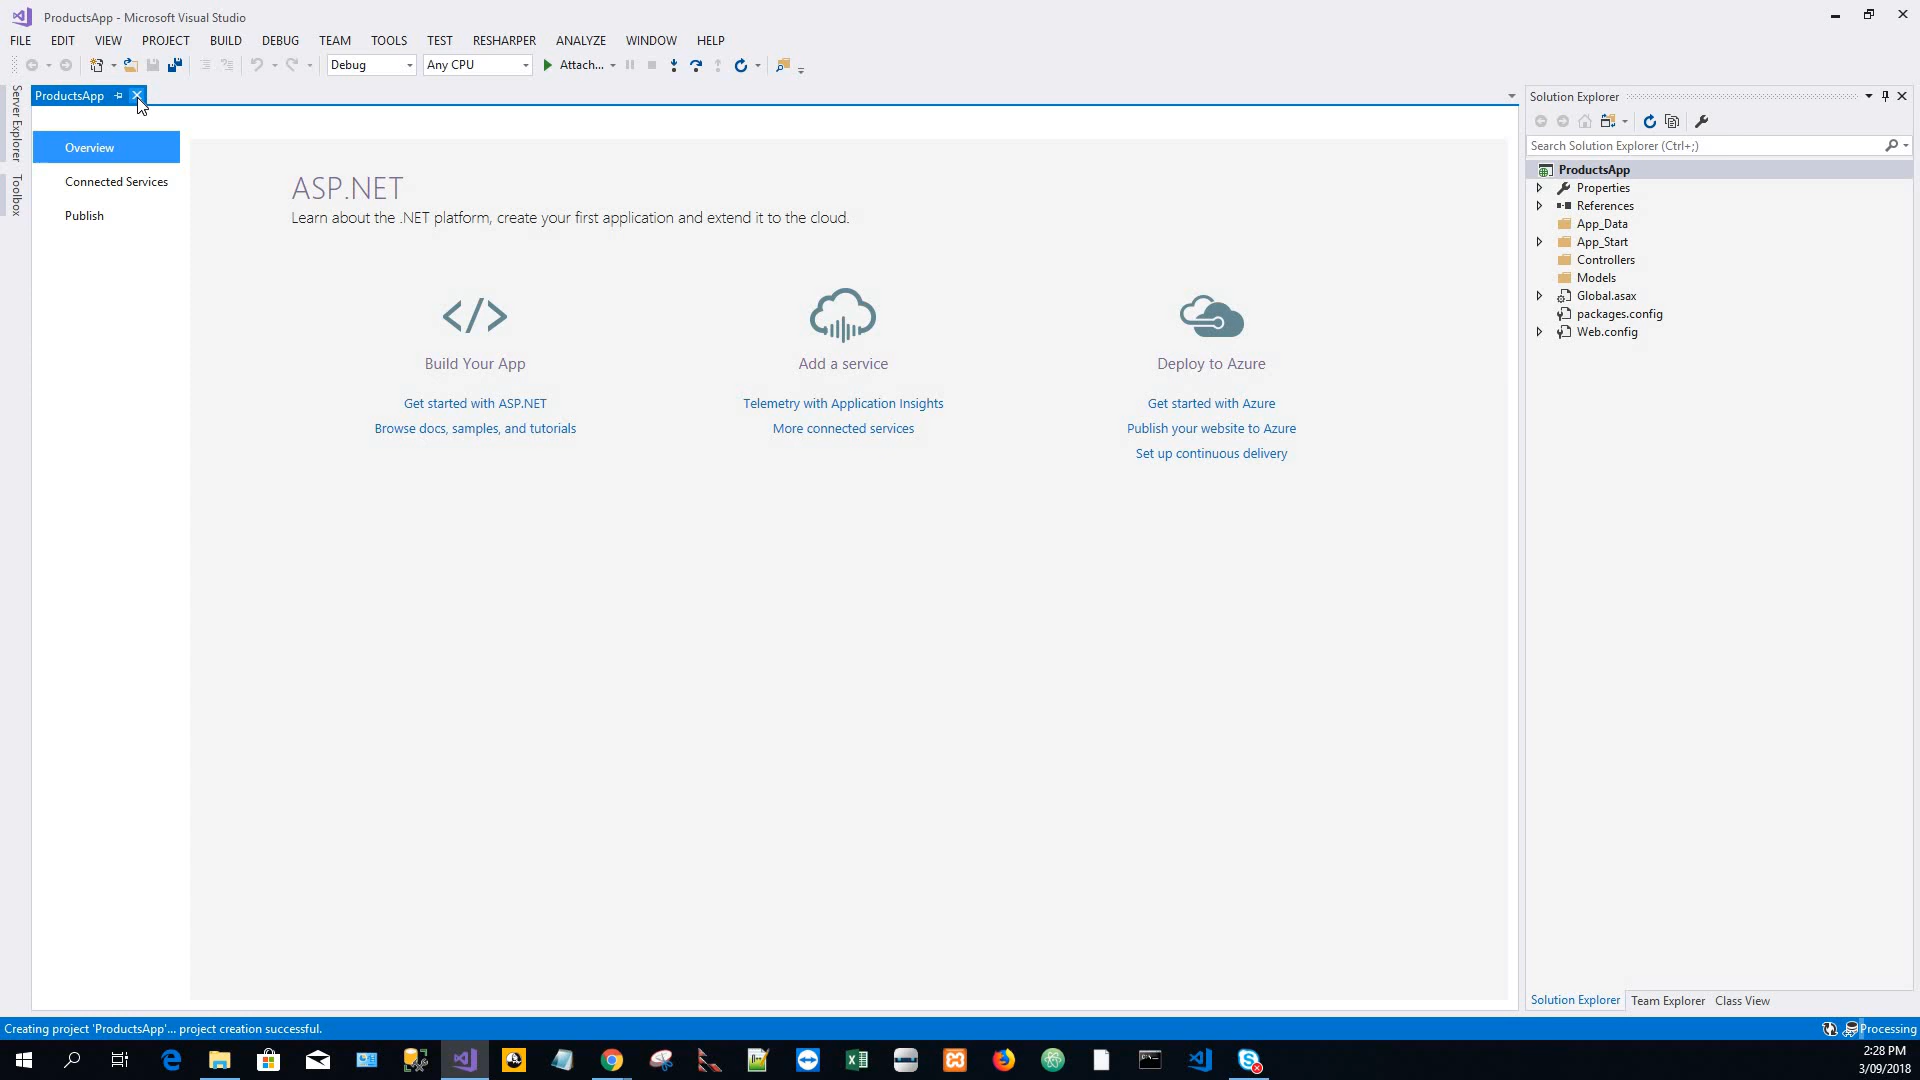 ProductsApp - Microsoft Visual Studio
FILE EDIT VIEW PROJECT BUILD DEBUG TEAM TOOLS TEST RESHARPER ANALYZE WINDOW HELP
Debug Any CPU Attach...
Server Explorer
Toolbox
ProductsApp
Overview
Connected Services
Publish
ASP.NET
Learn about the .NET platform, create your first application and extend it to the cloud.
Build Your App
Get started with ASP.NET
Browse docs, samples, and tutorials
Add a service
Telemetry with Application Insights
More connected services
Deploy to Azure
Get started with Azure
Publish your website to Azure
Set up continuous delivery
Solution Explorer
Search Solution Explorer (Ctrl+;)
ProductsApp
Properties
References
App_Data
App_Start
Controllers
Models
Global.asax
packages.config
Web.config
Solution Explorer Team Explorer Class View
Creating project 'ProductsApp'... project creation successful.
Processing
2:28 PM
3/09/2018